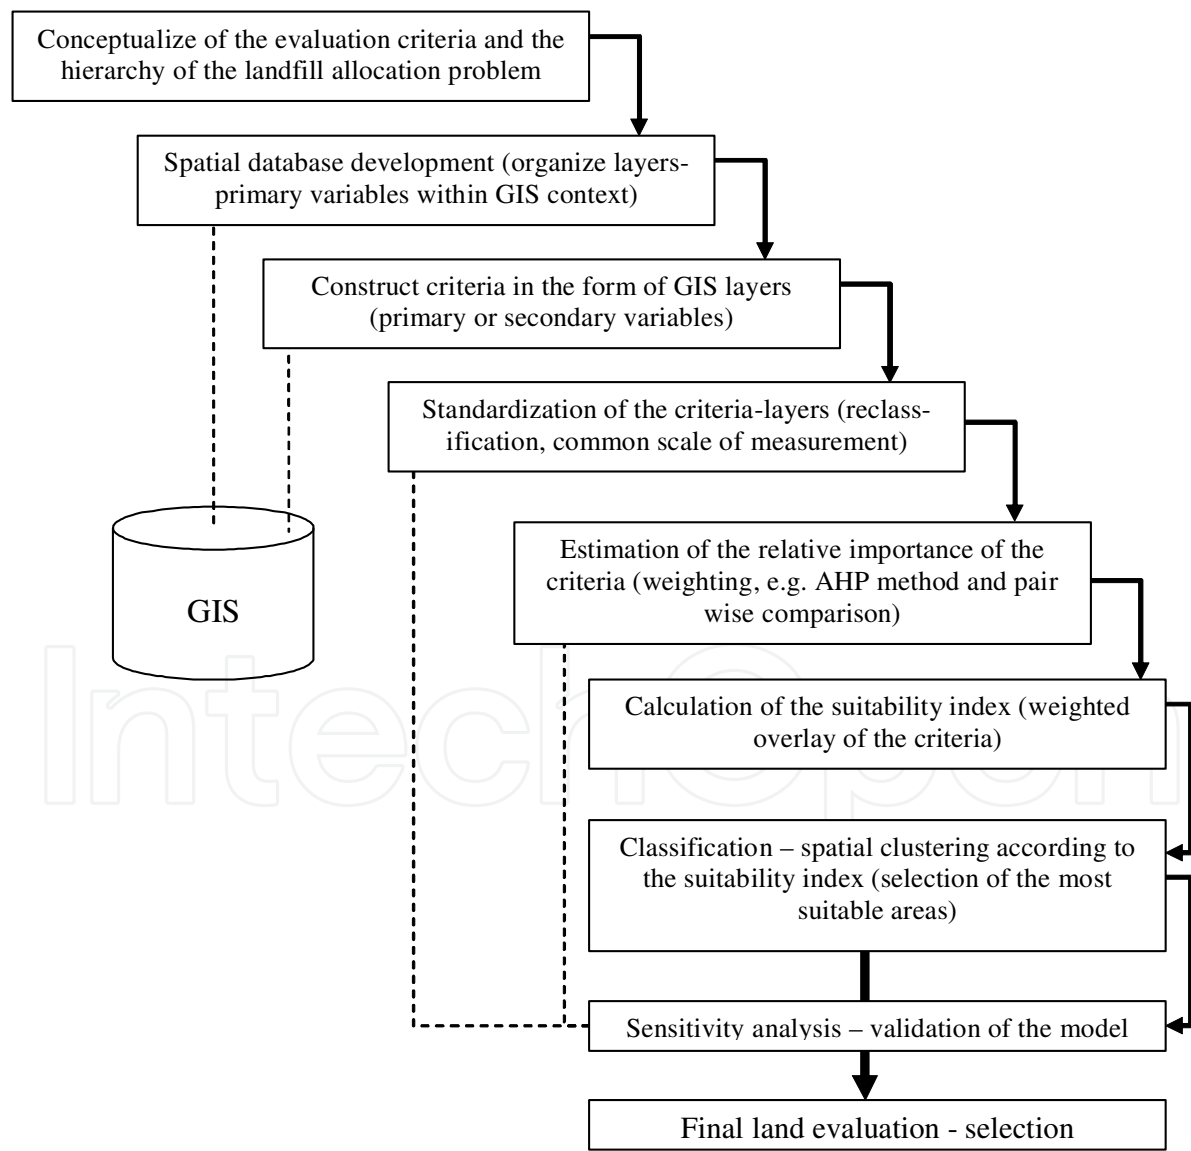 Conceptualize of the evaluation criteria and the
hierarchy of the landfill allocation problem
Spatial database development (organize layers-
primary variables within GIS context)
Construct criteria in the form of GIS layers
(primary or secondary variables)
Standardization of the criteria-layers (reclass-
ification, common scale of measurement)
Estimation of the relative importance of the
criteria (weighting, e.g. AHP method and pair
wise comparison)
GIS
Calculation of the suitability index (weighted
overlay of the criteria)
IntechOpen
Classification – spatial clustering according to
the suitability index (selection of the most
suitable areas)
Sensitivity analysis – validation of the model
Final land evaluation - selection